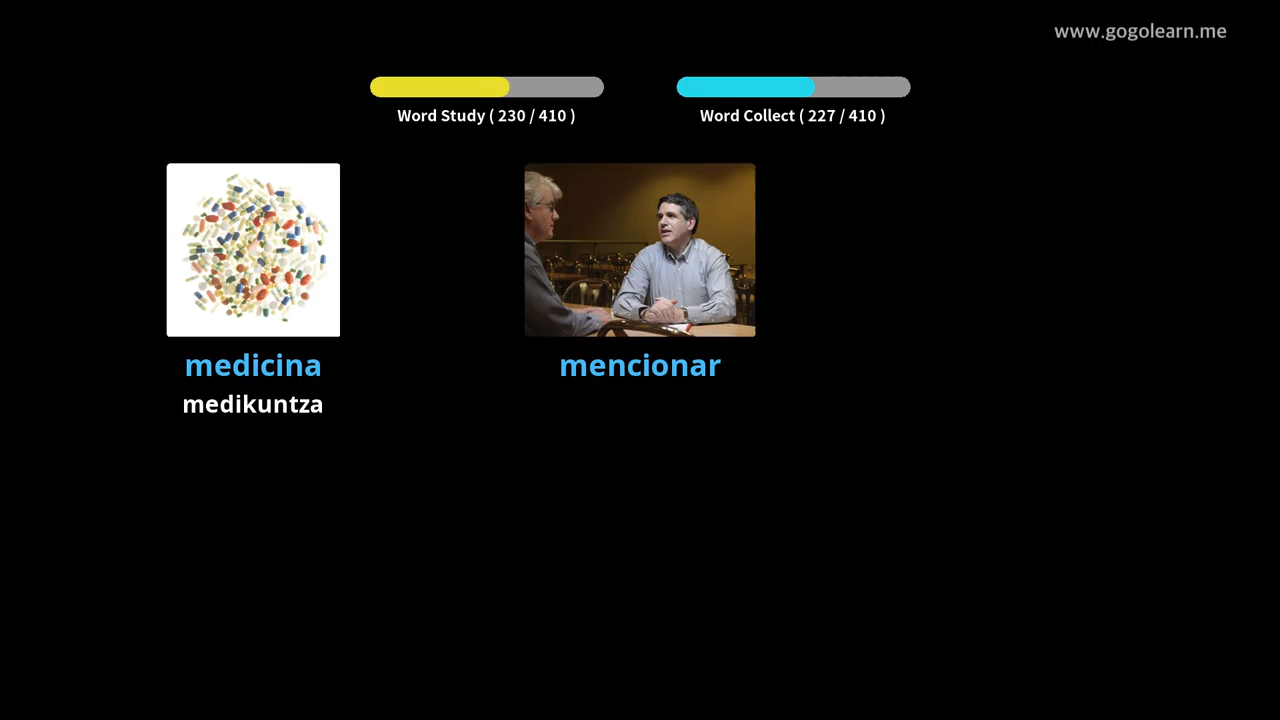 www.gogolearn.me
Word Study ( 230 / 410 )
Word Collect ( 227 / 410 )
medicina
medikuntza
mencionar